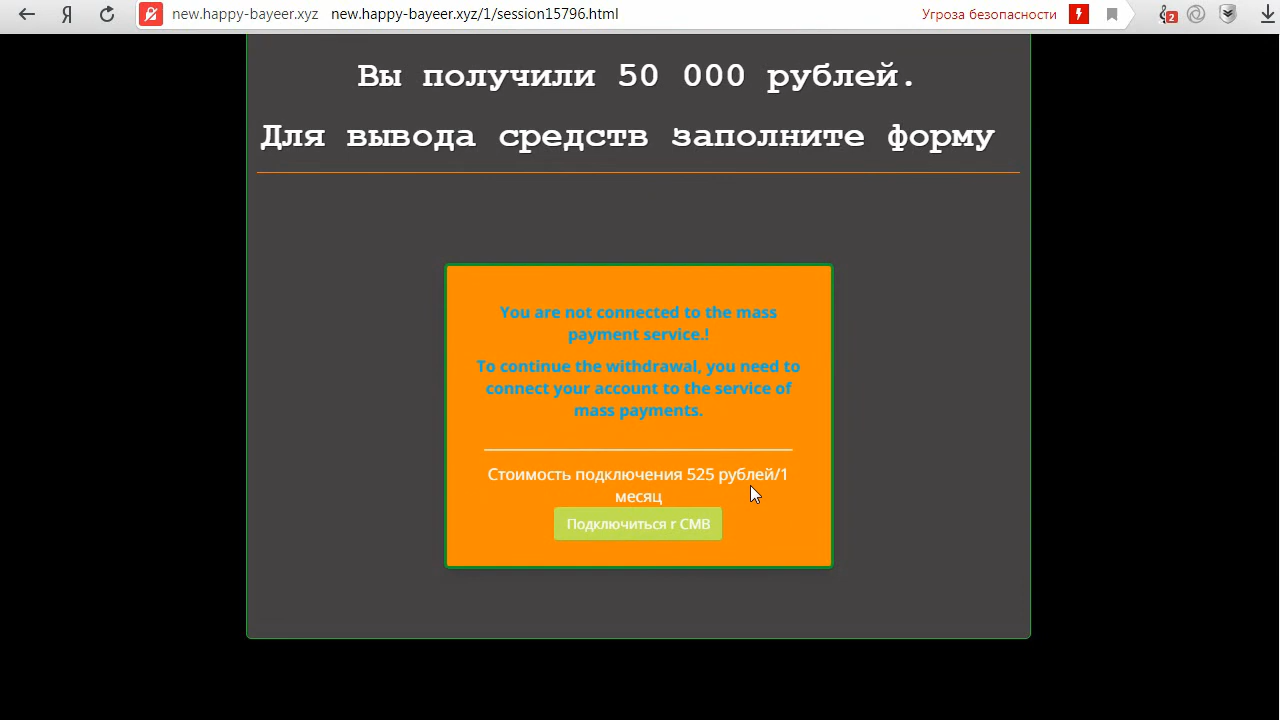 new.happy-bayeer.xyz new.happy-bayeer.xyz/1/session15796.html Угроза безопасности 2
Вы получили 50 000 рублей.
Для вывода средств заполните форму
You are not connected to the mass
payment service.!
To continue the withdrawal, you need to
connect your account to the service of
mass payments.
Стоимость подключения 525 рублей/1
месяц
Подключиться г СМВ